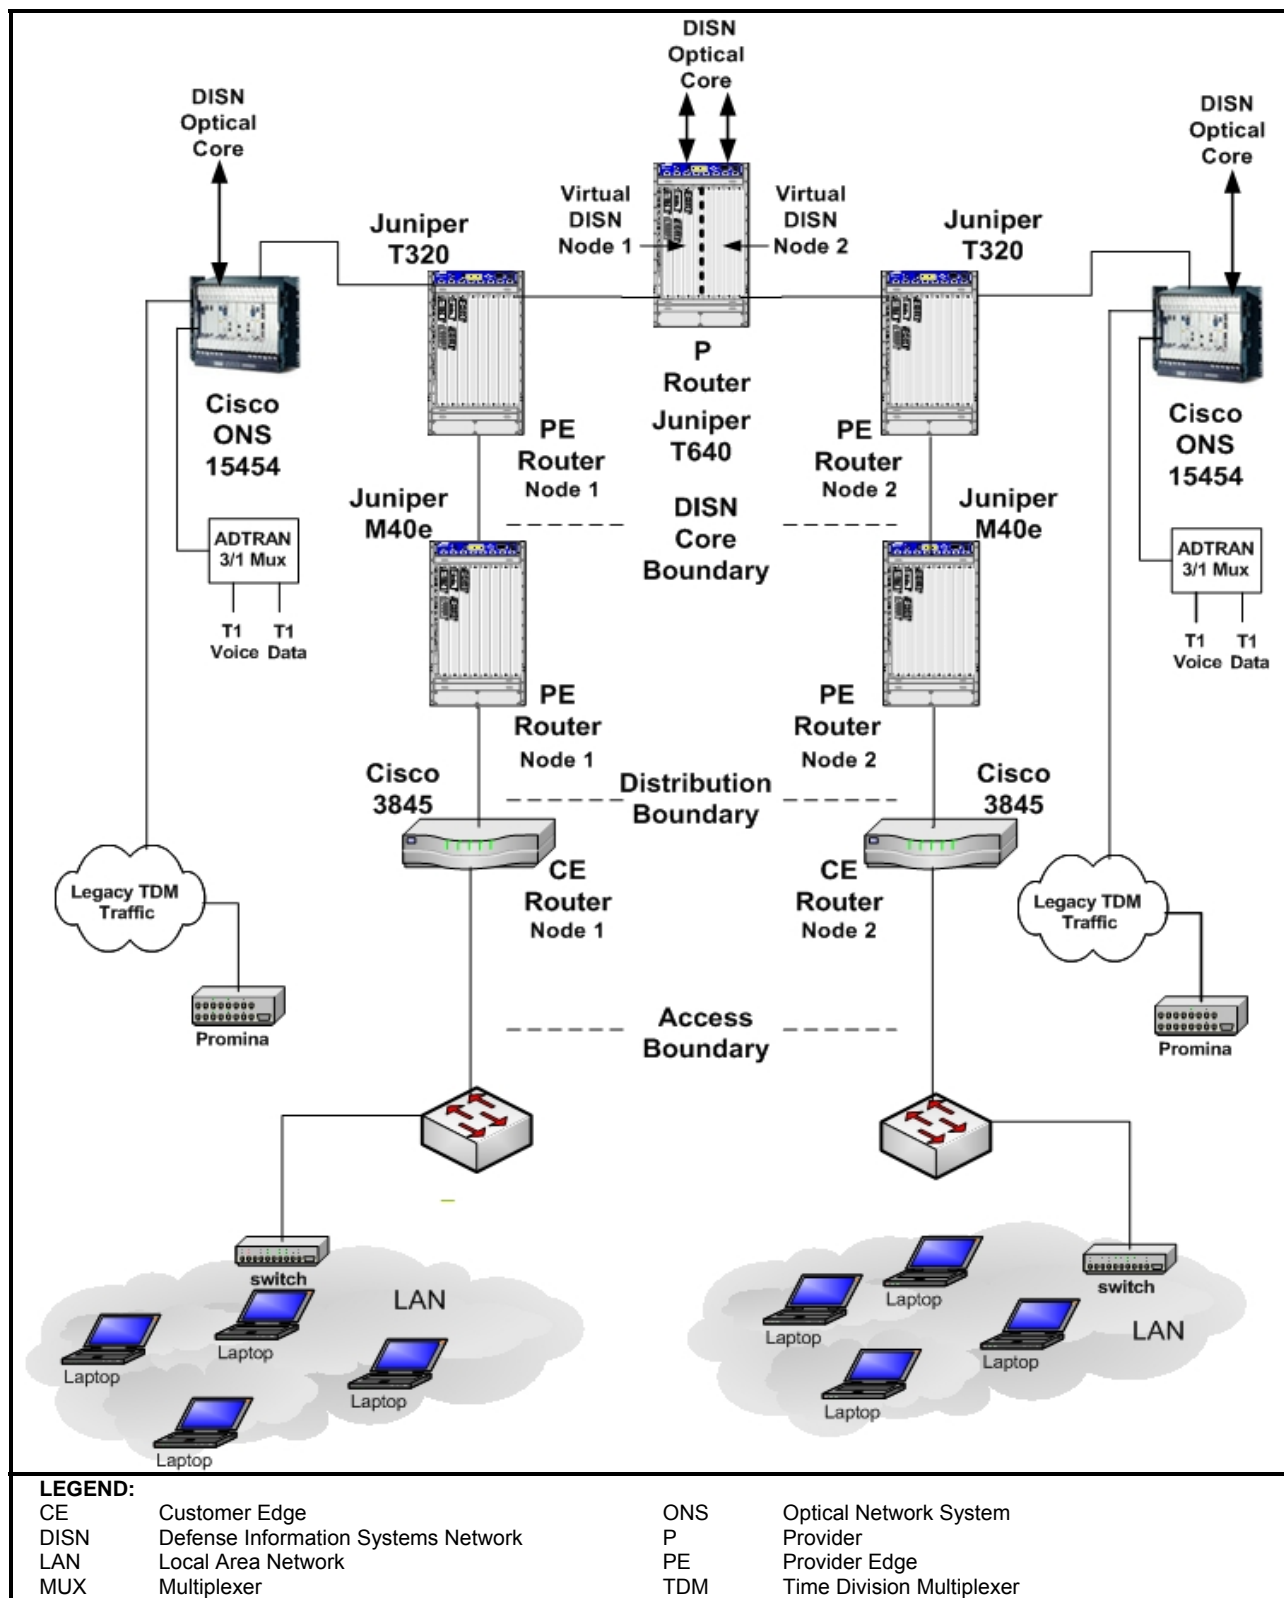 DISN
Optical
Core
DISN
Optical
Core
DISN
Optical
Core
Virtual
DISN
Node 1
Virtual
DISN
Node 2
Juniper
T320
Juniper
T320
P
Router
Juniper
T640
Cisco
ONS
15454
Cisco
ONS
15454
PE
Router
Node 1
PE
Router
Node 2
Juniper
M40e
DISN
Core
Boundary
Juniper
M40e
ADTRAN
3/1 Mux
ADTRAN
3/1 Mux
T1
Voice
T1
Data
T1
Voice
T1
Data
PE
Router
Node 1
PE
Router
Node 2
Cisco
3845
Distribution
Boundary
Cisco
3845
Legacy TDM
Traffic
CE
Router
Node 1
CE
Router
Node 2
Legacy TDM
Traffic
Promina
Access
Boundary
Promina
switch
LAN
Laptop
Laptop
Laptop
Laptop
switch
LAN
Laptop
Laptop
Laptop
Laptop
LEGEND:
CE Customer Edge
DISN Defense Information Systems Network
LAN Local Area Network
MUX Multiplexer
ONS Optical Network System
P Provider
PE Provider Edge
TDM Time Division Multiplexer